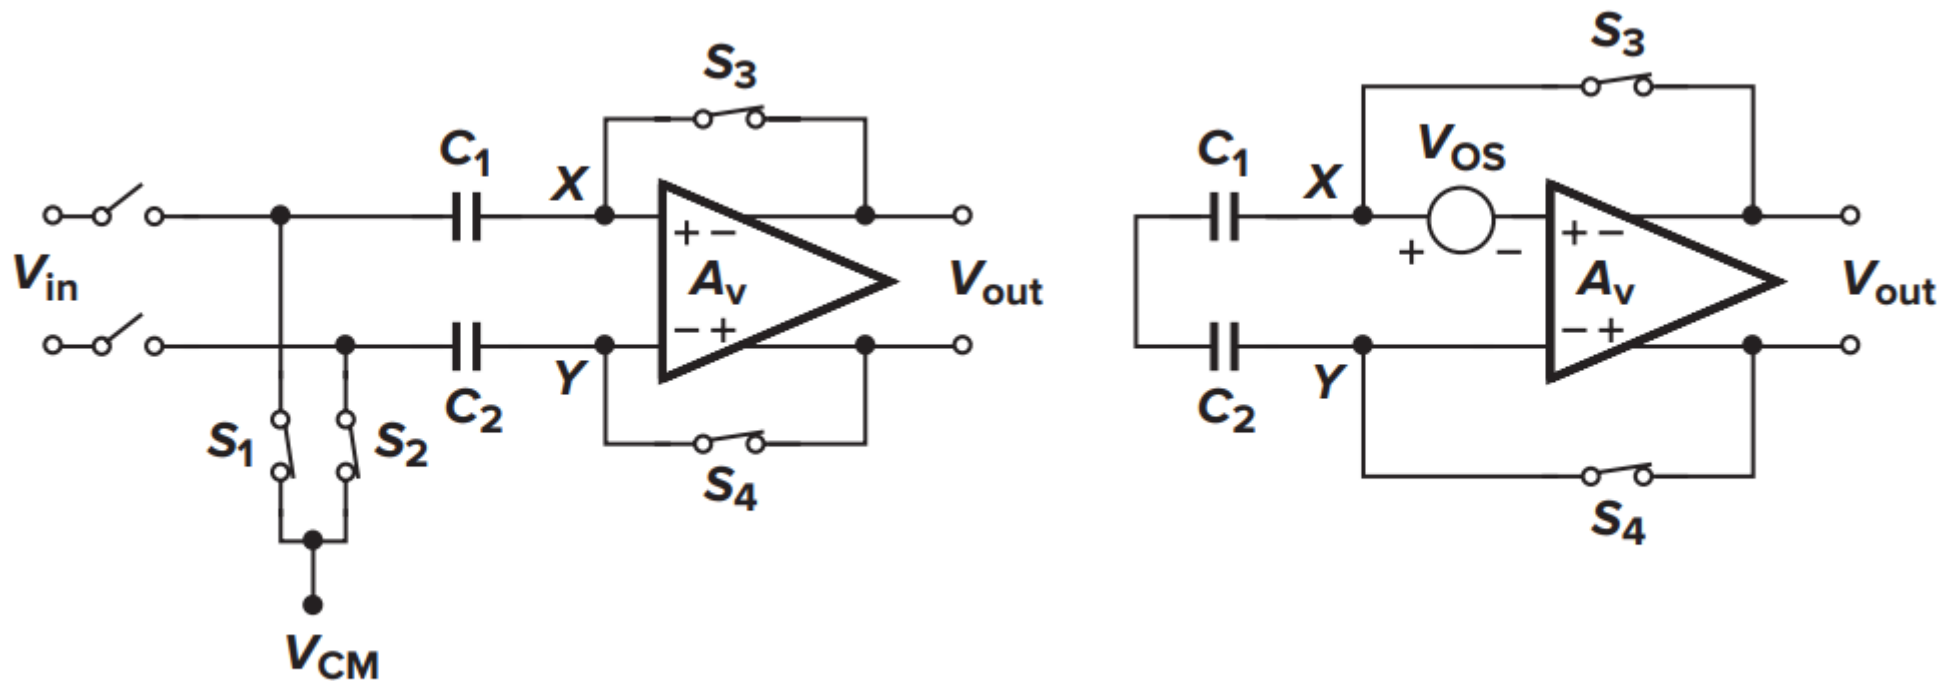 S3
C1
X
+ −
Vin
Av
Vout
− +
Y
C2
S1
S2
S4
VCM
S3
VOS
C1
X
+ −
+ −
Av
Vout
− +
Y
C2
S4